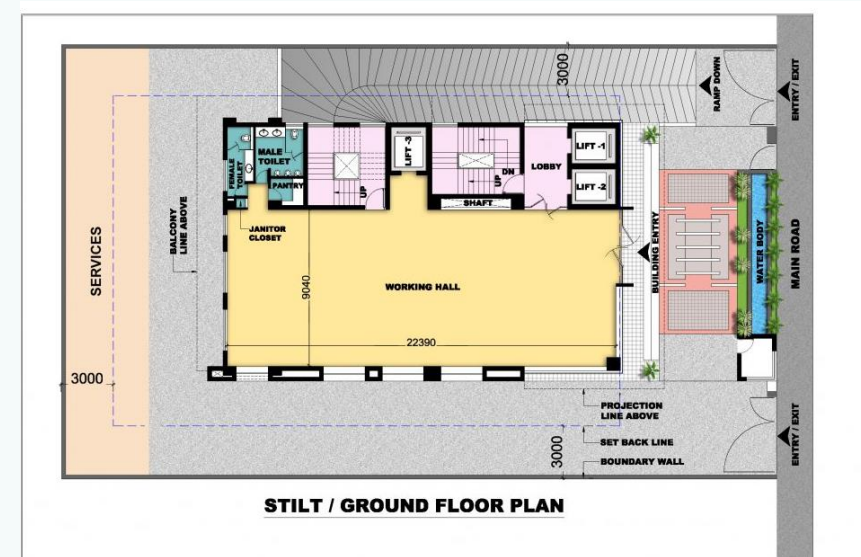 3000
RAMP DOWN
ENTRY / EXIT
LIFT -3
LIFT -1
MALE
TOILET
FEMALE
TOILET
LOBBY
UP
UP
DN
PANTRY
LIFT -2
SHAFT
JANITOR
CLOSET
BALCONY
LINE ABOVE
SERVICES
BUILDING ENTRY
WATER BODY
MAIN ROAD
9040
WORKING HALL
22390
3000
PROJECTION
LINE ABOVE
SET BACK LINE
BOUNDARY WALL
3000
ENTRY / EXIT
STILT / GROUND FLOOR PLAN